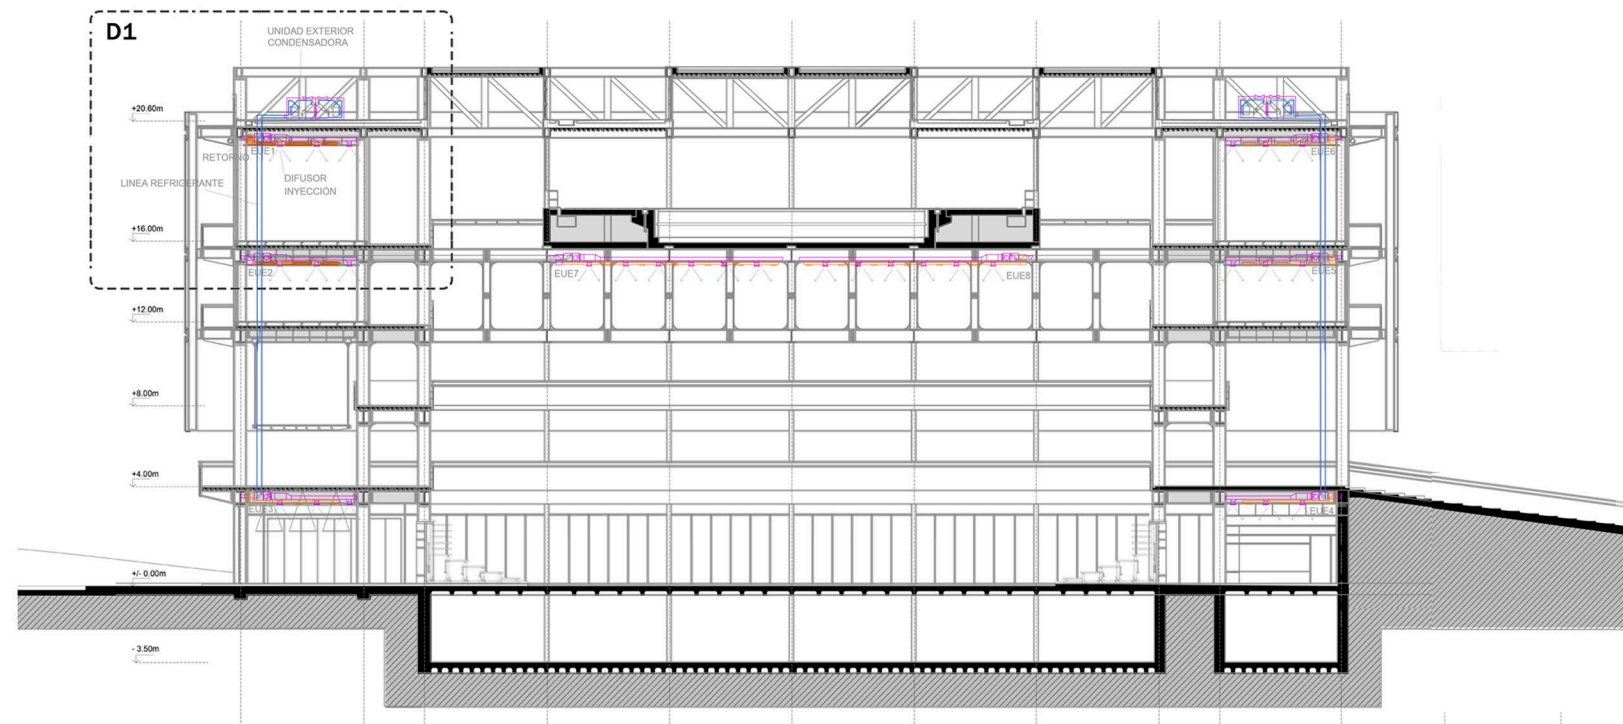 D1
UNIDAD EXTERIOR
CONDENSADORA
+20.60m
EUE1
EUE6
RETORNO
DIFUSOR
INYECCIÓN
LINEA REFRIGERANTE
+16.00m
EUE2
EUE7
EUE8
EUE5
+12.00m
+8.00m
+4.00m
EUE3
EUE4
+/- 0.00m
- 3.50m